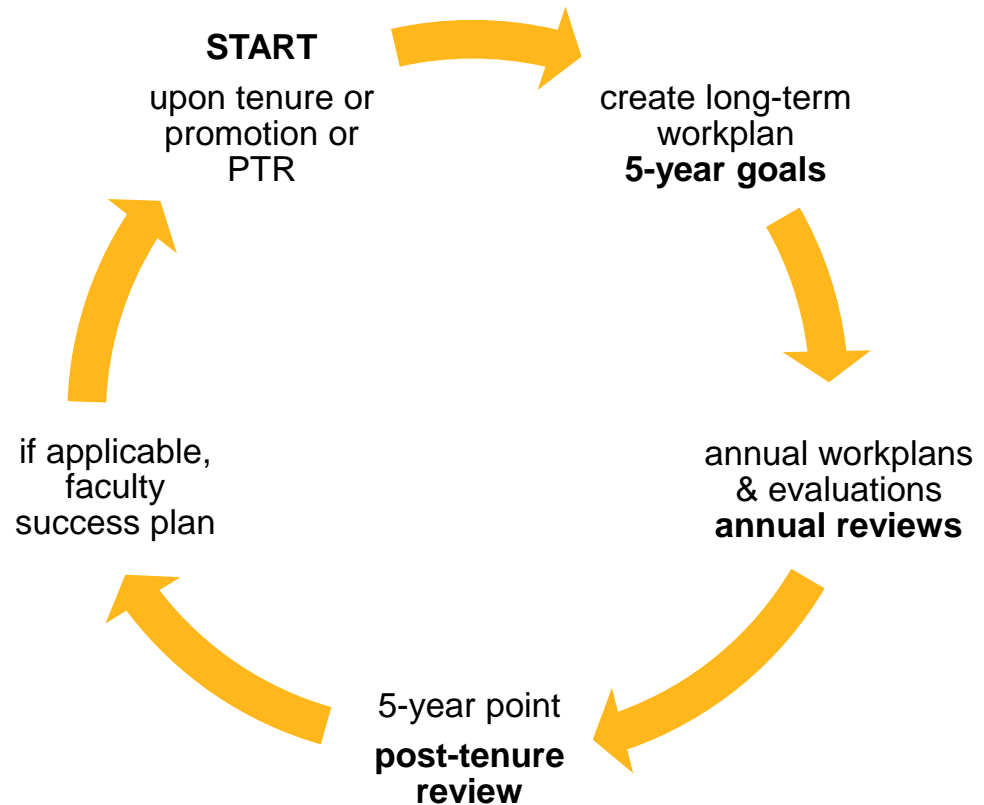 START
upon tenure or
promotion or
PTR
create long-term
workplan
5-year goals
annual workplans
& evaluations
annual reviews
5-year point
post-tenure
review
if applicable,
faculty
success plan